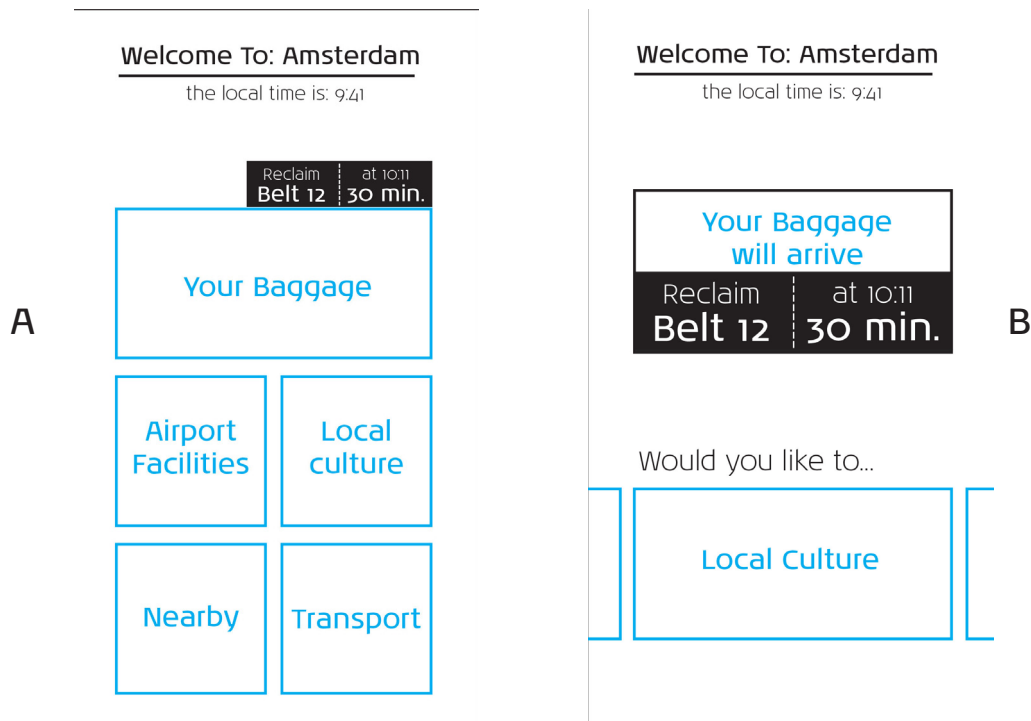 Welcome To: Amsterdam
the local time is: 9:41
Reclaim at 10:11
Belt 12 30 min.
Your Baggage
A
Airport
Facilities
Local
culture
Nearby
Transport
Welcome To: Amsterdam
the local time is: 9:41
Your Baggage
will arrive
Reclaim at 10:11
Belt 12 30 min.
B
Would you like to...
Local Culture